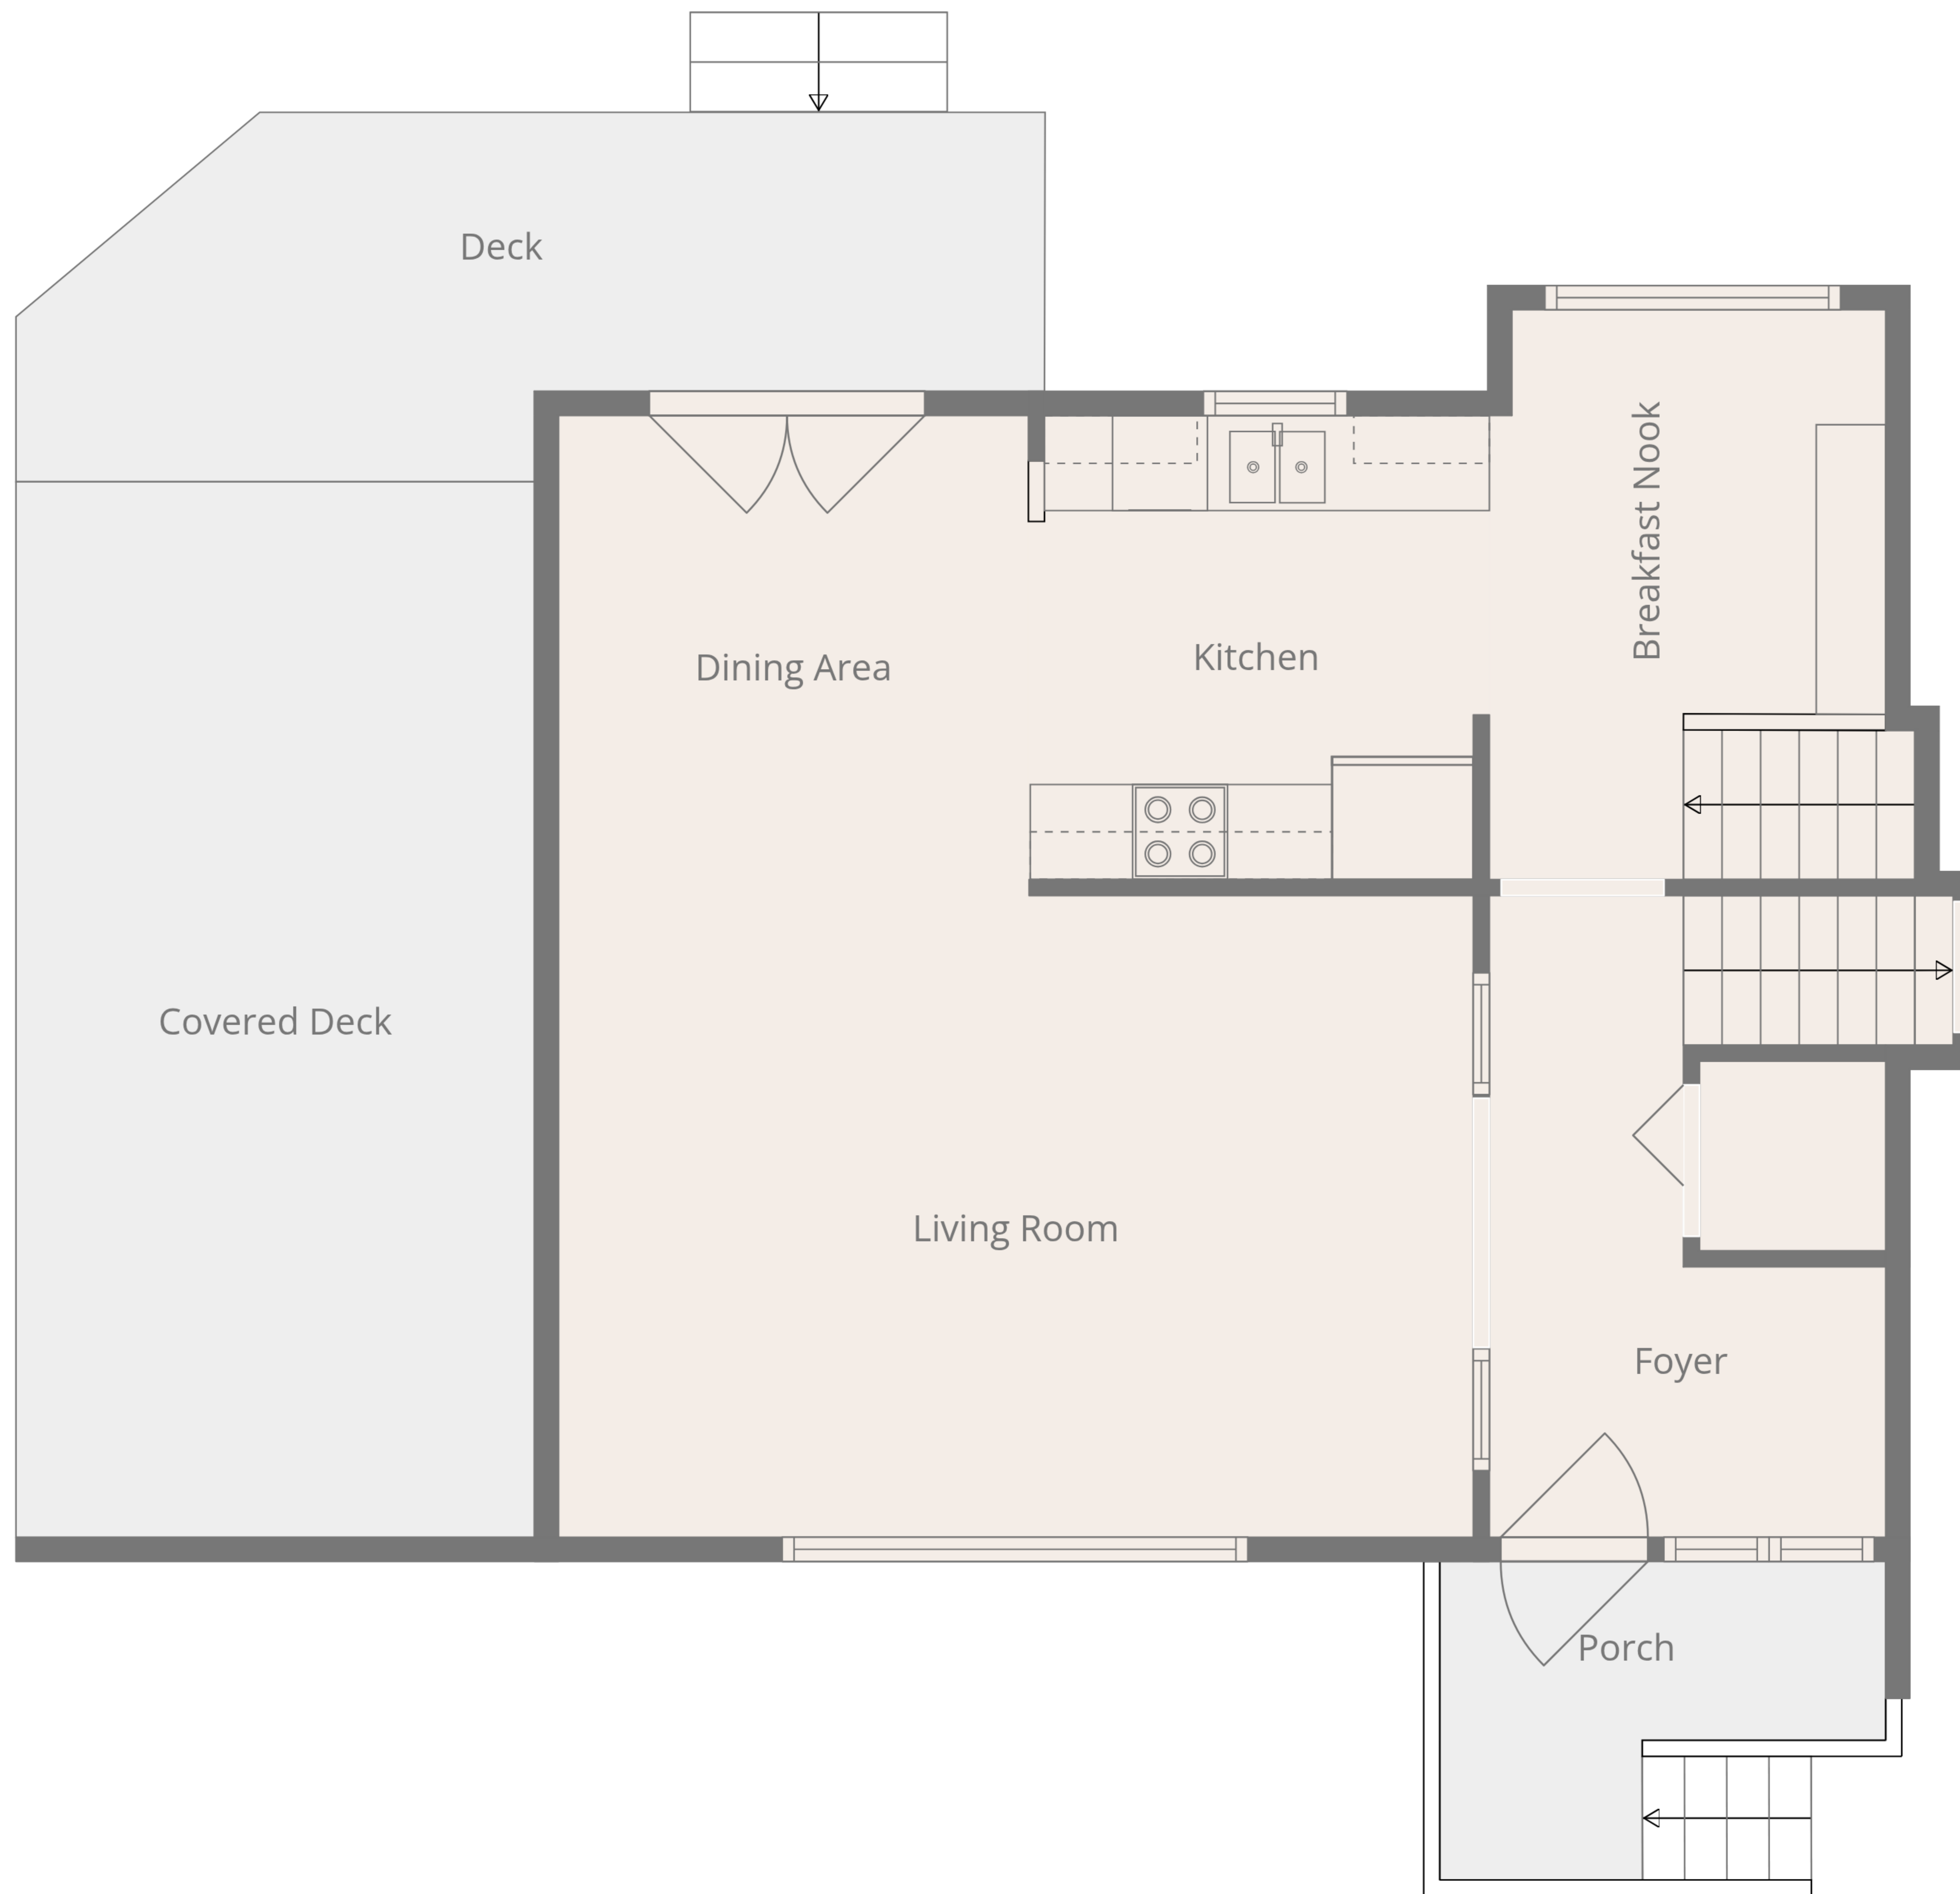 Deck
Breakfast Nook
Kitchen
Dining Area
Covered Deck
Living Room
Foyer
Porch